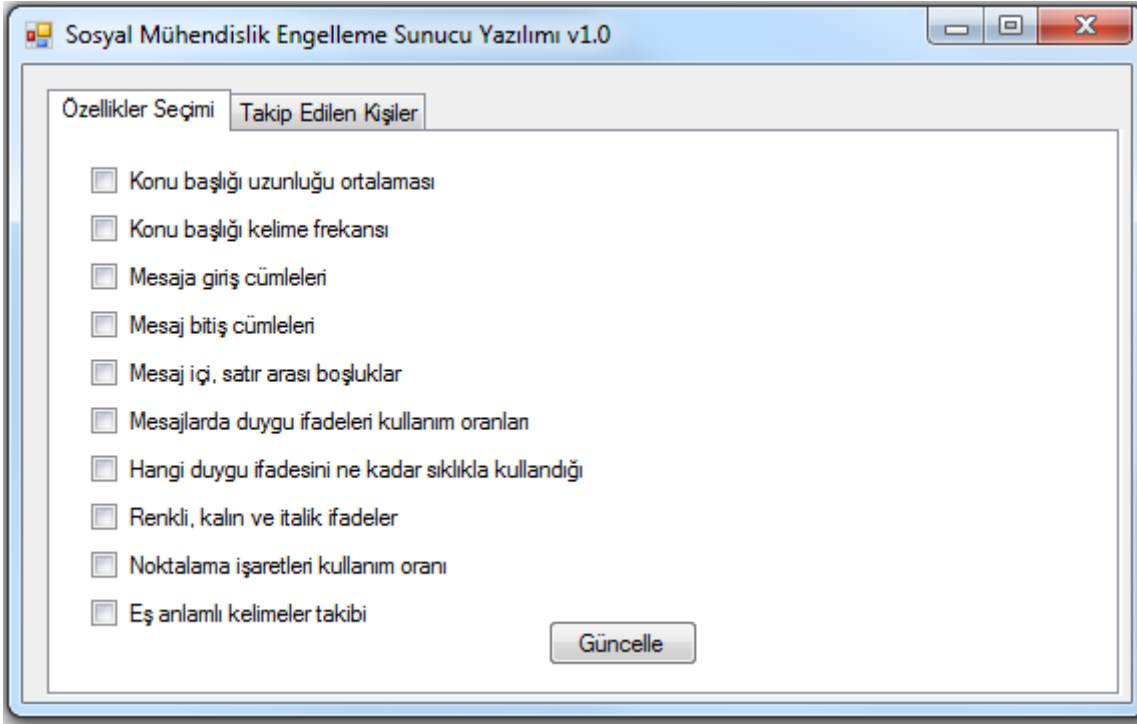 Sosyal Mühendislik Engelleme Sunucu Yazılımı v1.0
Özellikler Seçimi Takip Edilen Kişiler
Konu başlığı uzunluğu ortalaması
Konu başlığı kelime frekansı
Mesaja giriş cümleleri
Mesaj bitiş cümleleri
Mesaj içi, satır arası boşluklar
Mesajlarda duygu ifadeleri kullanım oranları
Hangi duygu ifadesini ne kadar sıklıkla kullandığı
Renkli, kalın ve italik ifadeler
Noktalama işaretleri kullanım oranı
Eş anlamlı kelimeler takibi
Güncelle